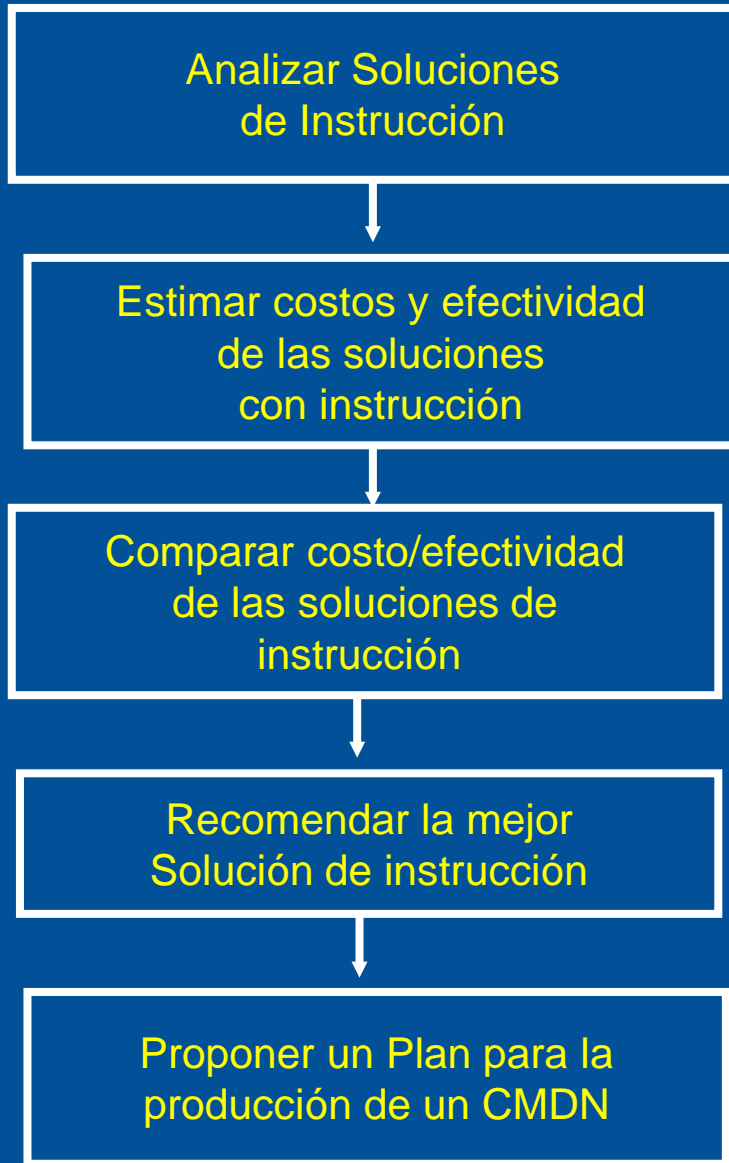 Analizar Soluciones
de Instrucción
Estimar costos y efectividad
de las soluciones
con instrucción
Comparar costo/efectividad
de las soluciones de
instrucción
Recomendar la mejor
Solución de instrucción
Proponer un Plan para la
producción de un CMDN